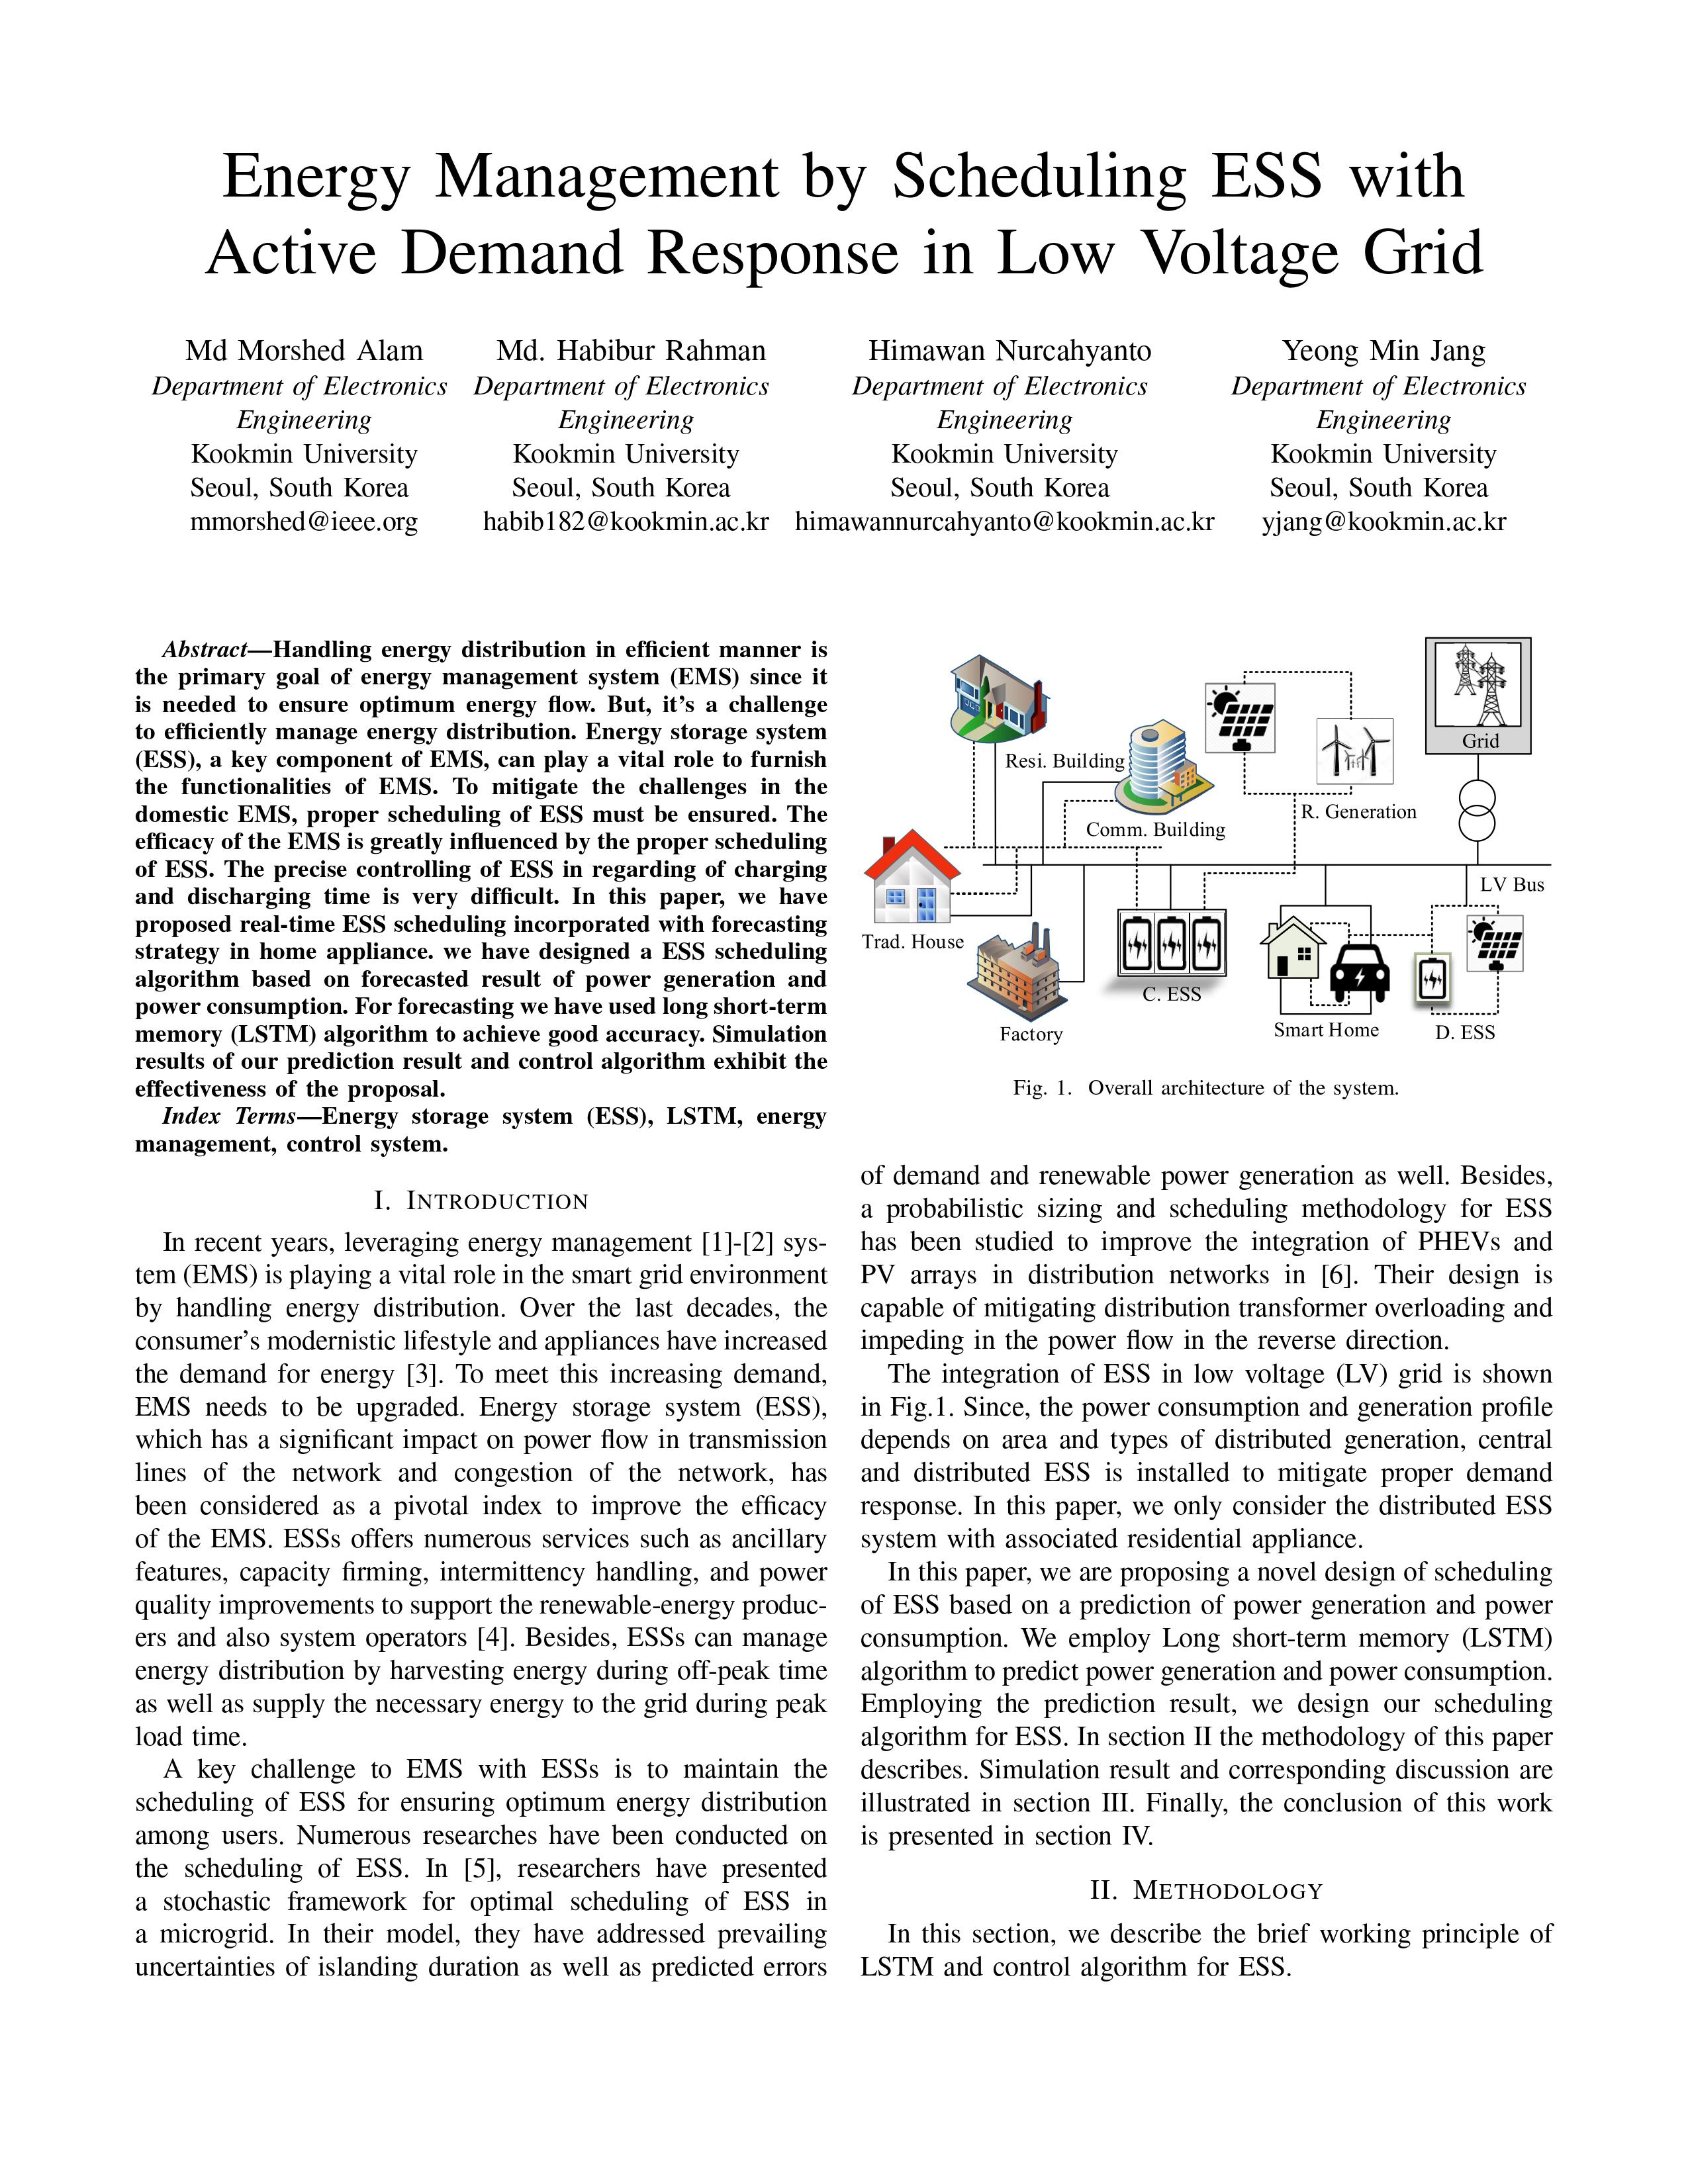 Energy Management by Scheduling ESS with
Active Demand Response in Low Voltage Grid
Md Morshed Alam
Department of Electronics
Engineering
Kookmin University
Seoul, South Korea
mmorshed@ieee.org
Md. Habibur Rahman
Department of Electronics
Engineering
Kookmin University
Seoul, South Korea
habib182@kookmin.ac.kr
Himawan Nurcahyanto
Department of Electronics
Engineering
Kookmin University
Seoul, South Korea
himawannurcahyanto@kookmin.ac.kr
Yeong Min Jang
Department of Electronics
Engineering
Kookmin University
Seoul, South Korea
yjang@kookmin.ac.kr
Abstract—Handling energy distribution in efficient manner is
the primary goal of energy management system (EMS) since it
is needed to ensure optimum energy flow. But, it's a challenge
to efficiently manage energy distribution. Energy storage system
(ESS), a key component of EMS, can play a vital role to furnish
the functionalities of EMS. To mitigate the challenges in the
domestic EMS, proper scheduling of ESS must be ensured. The
efficacy of the EMS is greatly influenced by the proper scheduling
of ESS. The precise controlling of ESS in regarding of charging
and discharging time is very difficult. In this paper, we have
proposed real-time ESS scheduling incorporated with forecasting
strategy in home appliance. we have designed a ESS scheduling
algorithm based on forecasted result of power generation and
power consumption. For forecasting we have used long short-term
memory (LSTM) algorithm to achieve good accuracy. Simulation
results of our prediction result and control algorithm exhibit the
effectiveness of the proposal.
Index Terms—Energy storage system (ESS), LSTM, energy
management, control system.
I. INTRODUCTION
In recent years, leveraging energy management [1]-[2] sys-
tem (EMS) is playing a vital role in the smart grid environment
by handling energy distribution. Over the last decades, the
consumer's modernistic lifestyle and appliances have increased
the demand for energy [3]. To meet this increasing demand,
EMS needs to be upgraded. Energy storage system (ESS),
which has a significant impact on power flow in transmission
lines of the network and congestion of the network, has
been considered as a pivotal index to improve the efficacy
of the EMS. ESSs offers numerous services such as ancillary
features, capacity firming, intermittency handling, and power
quality improvements to support the renewable-energy produc-
ers and also system operators [4]. Besides, ESSs can manage
energy distribution by harvesting energy during off-peak time
as well as supply the necessary energy to the grid during peak
load time.
A key challenge to EMS with ESSs is to maintain the
scheduling of ESS for ensuring optimum energy distribution
among users. Numerous researches have been conducted on
the scheduling of ESS. In [5], researchers have presented
a stochastic framework for optimal scheduling of ESS in
a microgrid. In their model, they have addressed prevailing
uncertainties of islanding duration as well as predicted errors
Resi. Building
Comm. Building
R. Generation
Grid
LV Bus
Trad. House
Factory
C. ESS
Smart Home
D. ESS
Fig. 1. Overall architecture of the system.
of demand and renewable power generation as well. Besides,
a probabilistic sizing and scheduling methodology for ESS
has been studied to improve the integration of PHEVs and
PV arrays in distribution networks in [6]. Their design is
capable of mitigating distribution transformer overloading and
impeding in the power flow in the reverse direction.
The integration of ESS in low voltage (LV) grid is shown
in Fig.1. Since, the power consumption and generation profile
depends on area and types of distributed generation, central
and distributed ESS is installed to mitigate proper demand
response. In this paper, we only consider the distributed ESS
system with associated residential appliance.
In this paper, we are proposing a novel design of scheduling
of ESS based on a prediction of power generation and power
consumption. We employ Long short-term memory (LSTM)
algorithm to predict power generation and power consumption.
Employing the prediction result, we design our scheduling
algorithm for ESS. In section II the methodology of this paper
describes. Simulation result and corresponding discussion are
illustrated in section III. Finally, the conclusion of this work
is presented in section IV.
II. METHODOLOGY
In this section, we describe the brief working principle of
LSTM and control algorithm for ESS.